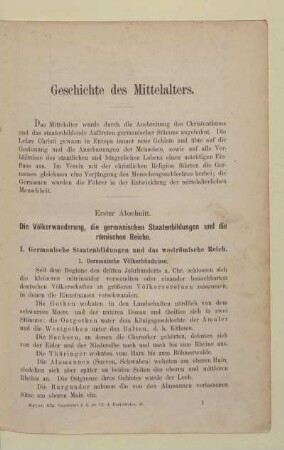 Geschichte des Mittelalters.
Das Mittelalter wurde durch die Ausbreitung des Christentums
und das staatenbildende Auftreten germanischer Stämme angebahnt. Die
Lehre Christi gewann in Europa immer mehr Gebiete und übte auf die
Gesinnung und die Anschauungen der Menschen, sowie auf alle Ver-
hältnisse des staatlichen und bürgerlichen Lebens einen mächtigen Ein-
fluss aus. Im Verein mit der christlichen Religion führten die Ger-
manen gleichsam eine Verjüngung des Menschengeschlechtes herbei; die
Germanen wurden die Führer in der Entwicklung der mittelalterlichen
Menschheit.
Erster Abschnitt.
Die Völkerwanderung, die germanischen Staatenbildungen und die
römischen Reiche.
I. Germanische Staatenbildungen und das weströmische Reich.
1. Germanische Völkerbündnisse.
Seit dem Beginne des dritten Jahrhunderts n. Chr. schlossen sich
die kleineren miteinander verwandten oder einander benachbarten
deutschen Völkerschaften zu größeren Völkervereinen zusammen,
in denen die Einzelnamen verschwanden.
Die Gothen wohnten in den Landschaften nördlich von dem
schwarzen Meere und der unteren Donau und theilten sich in zwei
Stämme: die Ostgothen unter dem Königsgeschlechte der Amaler
und die Westgothen unter den Balten, d. h. Kühnen.
Die Sachsen, zu denen die Cherusker gehörten, dehnten sich
von der Eider und der Niederelbe nach und nach bis zum Rheine aus.
Die Thüringer wohnten vom Harz bis zum Böhmerwalde.
Die Alamannen (Sueven, Schwaben) wohnten am oberen Main,
dehnten sich aber später zu beiden Seiten des oberen und mittleren
Rheins aus. Die Ostgrenze ihres Gebietes wurde der Lech.
Die Burgunder nahmen die von den Alamannen verlassenen
Sitze am oberen Main ein.
1